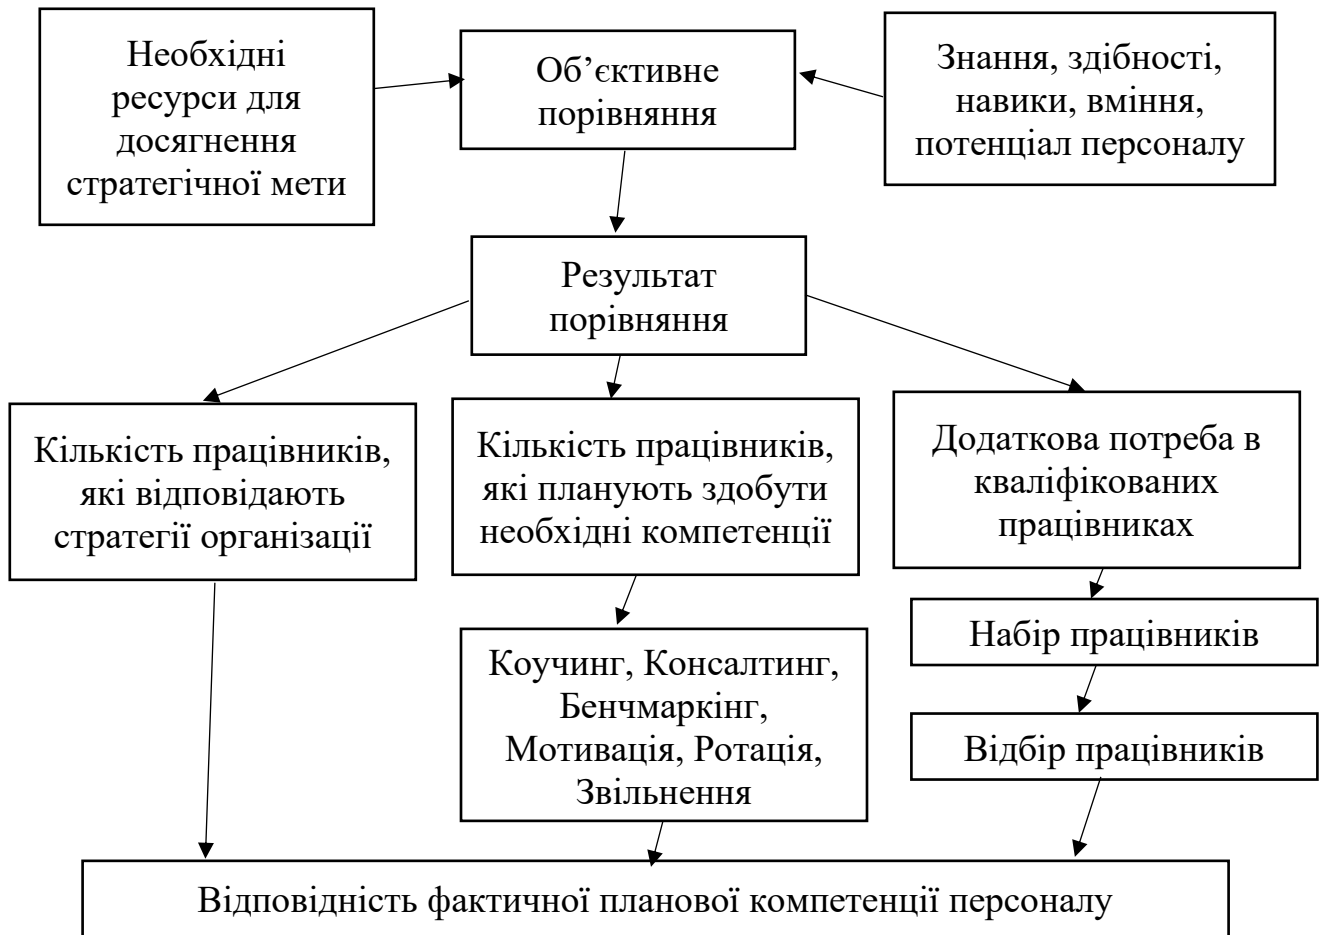 Необхідні
ресурси для
досягнення
стратегічної мети
Об’єктивне
порівняння
Знання, здібності,
навики, вміння,
потенціал персоналу
Результат
порівняння
Кількість працівників,
які відповідають
стратегії організації
Кількість працівників,
які планують здобути
необхідні компетенції
Додаткова потреба в
кваліфікованих
працівниках
Коучинг, Консалтинг,
Бенчмаркінг,
Мотивація, Ротація,
Звільнення
Набір працівників
Відбір працівників
Відповідність фактичної планової компетенції персоналу